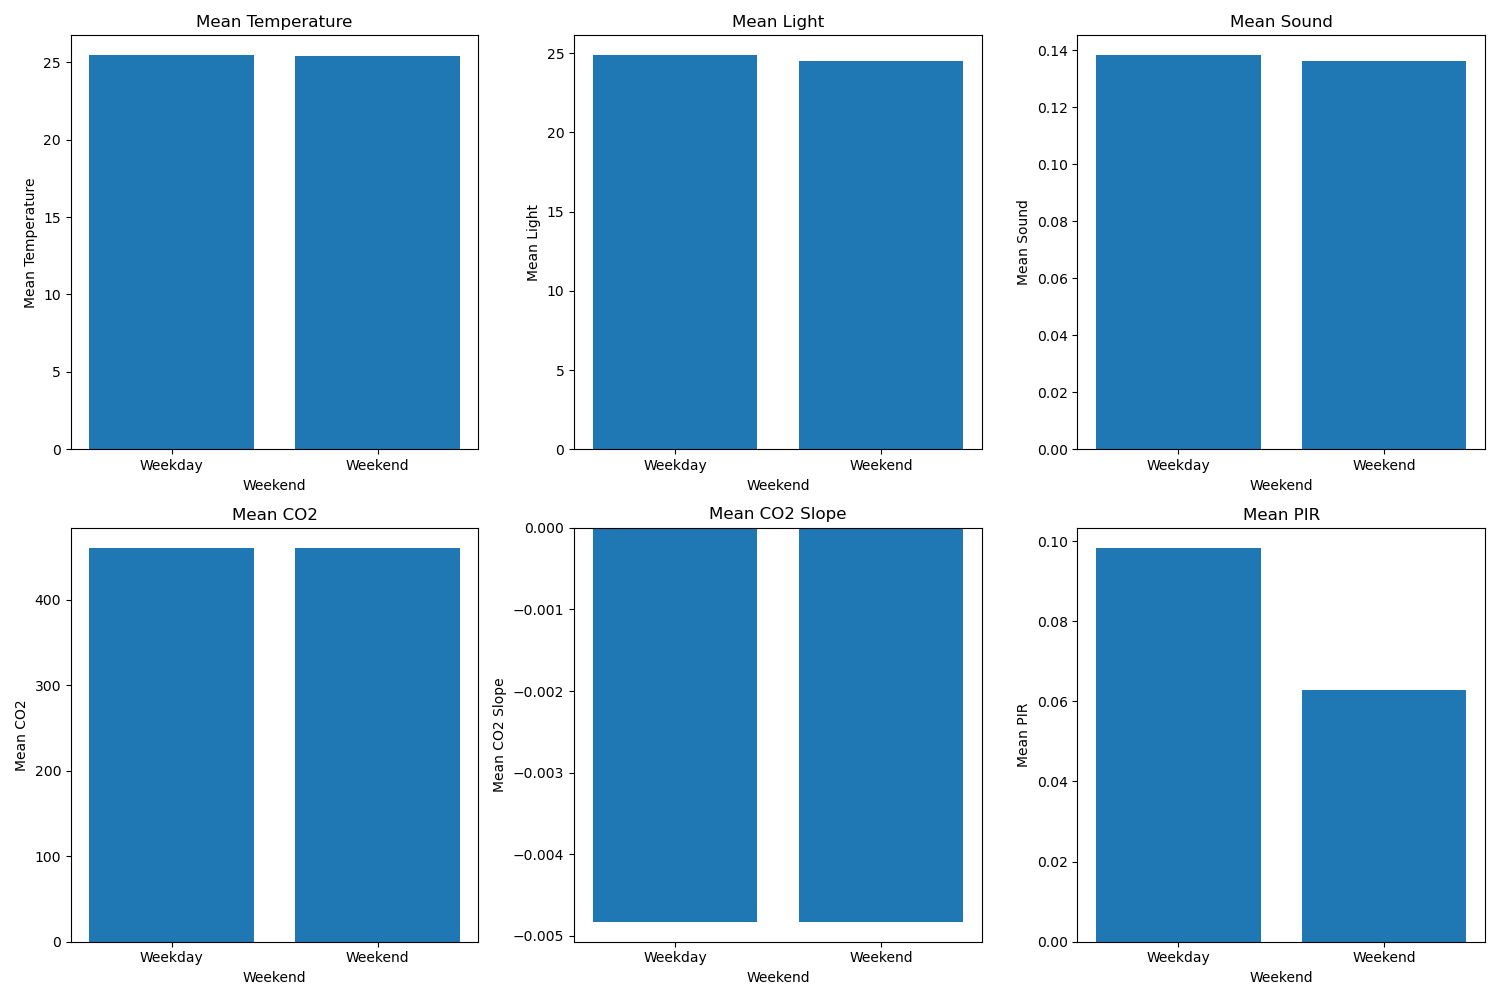 Mean Temperature
Mean Temperature
25
20
15
10
5
0
Weekday Weekend
Weekend
Mean Light
Mean Light
25
20
15
10
5
0
Weekday Weekend
Weekend
Mean Sound
Mean Sound
0.14
0.12
0.10
0.08
0.06
0.04
0.02
0.00
Weekday Weekend
Weekend
Mean CO2
Mean CO2
400
300
200
100
0
Weekday Weekend
Weekend
Mean CO2 Slope
Mean CO2 Slope
0.000
−0.001
−0.002
−0.003
−0.004
−0.005
Weekday Weekend
Weekend
Mean PIR
Mean PIR
0.10
0.08
0.06
0.04
0.02
0.00
Weekday Weekend
Weekend